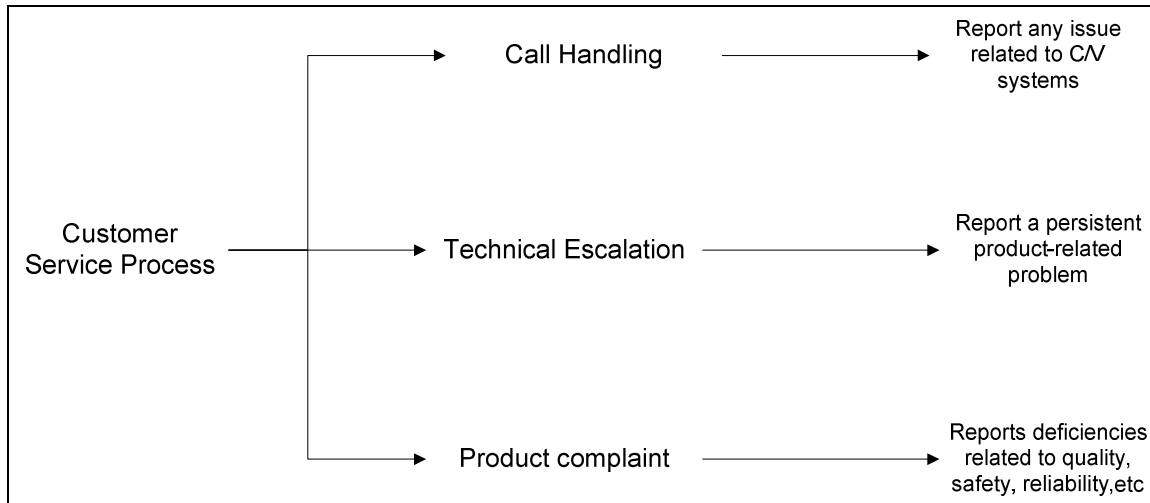 Call Handling
Report any issue
related to C/V
systems
Customer
Service Process
Technical Escalation
Report a persistent
product-related
problem
Product complaint
Reports deficiencies
related to quality,
safety, reliability,etc